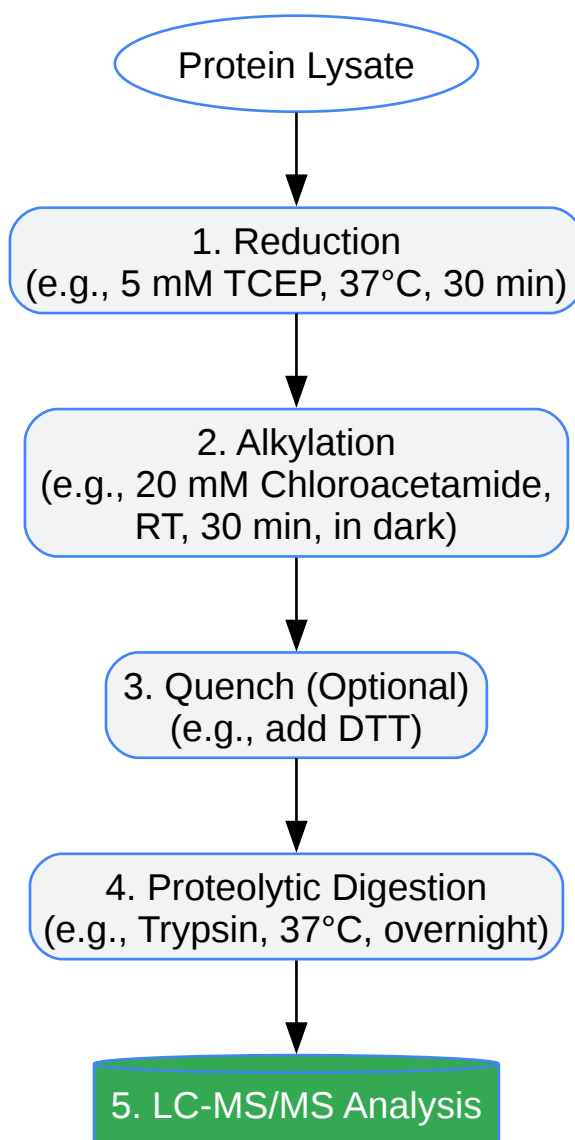 Protein Lysate
1. Reduction
(e.g., 5 mM TCEP, 37°C, 30 min)
2. Alkylation
(e.g., 20 mM Chloroacetamide,
RT, 30 min, in dark)
3. Quench (Optional)
(e.g., add DTT)
4. Proteolytic Digestion
(e.g., Trypsin, 37°C, overnight)
5. LC-MS/MS Analysis